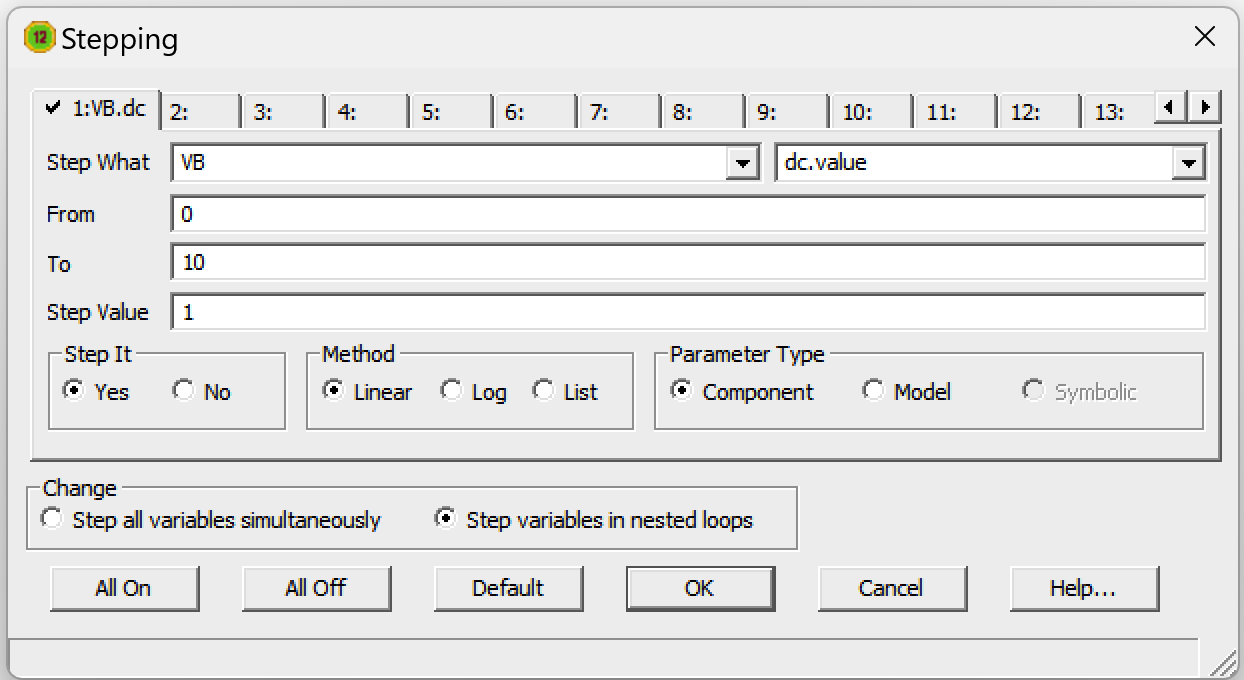 12 Stepping
1:VB.dc 2: 3: 4: 5: 6: 7: 8: 9: 10: 11: 12: 13:
Step What VB dc.value
From 0
To 10
Step Value 1
Step It Method Parameter Type
Yes No Linear Log List Component Model Symbolic
Change
Step all variables simultaneously Step variables in nested loops
All On All Off Default OK Cancel Help...